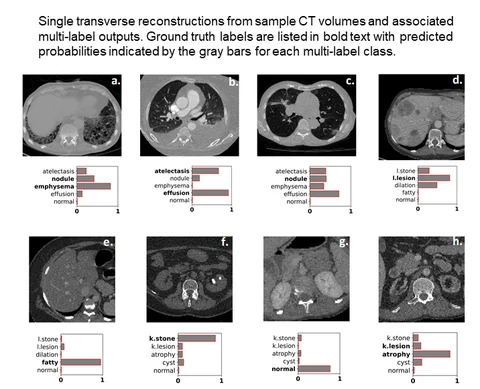 Single transverse reconstructions from sample CT volumes and associated
multi-label outputs. Ground truth labels are listed in bold text with predicted
probabilities indicated by the gray bars for each multi-label class.
a.
b.
c.
d.
atelectasis
nodule
emphysema
effusion
normal
0 1
atelectasis
nodule
emphysema
effusion
normal
0 1
atelectasis
nodule
emphysema
effusion
normal
0 1
l.stone
l.lesion
dilation
fatty
normal
0 1
e.
f.
g.
h.
l.stone
l.lesion
dilation
fatty
normal
0 1
k.stone
k.lesion
atrophy
cyst
normal
0 1
k.stone
k.lesion
atrophy
cyst
normal
0 1
k.stone
k.lesion
atrophy
cyst
normal
0 1